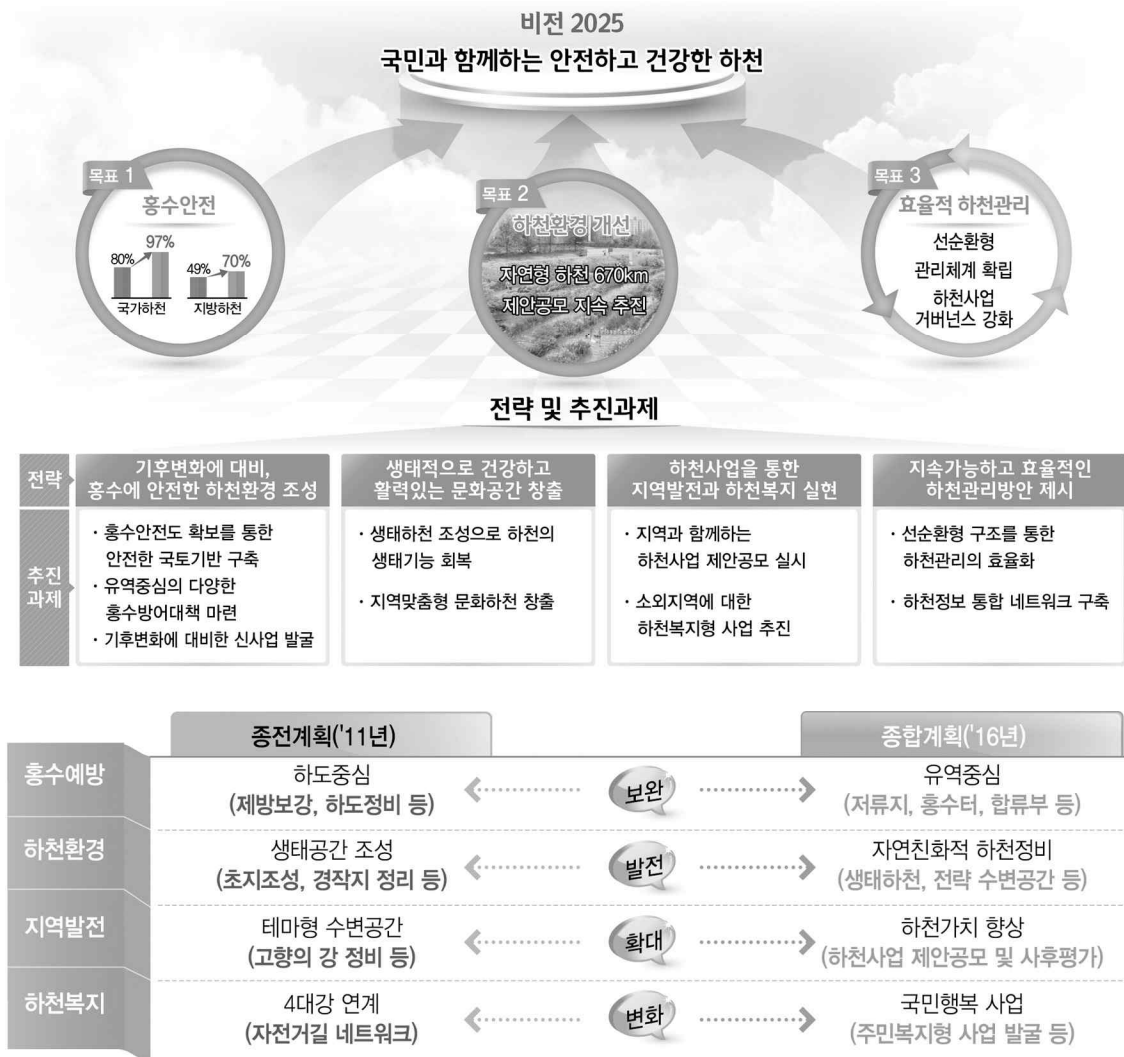 비전 2025
국민과 함께하는 안전하고 건강한 하천
목표 1
홍수안전
80%
97%
국가하천
49%
70%
지방하천
목표 2
하천환경 개선
자연형 하천 670km
제안공모 지속 추진
목표 3
효율적 하천관리
선순환형
관리체계 확립
하천사업
거버넌스 강화
전략 및 추진과제
전략
기후변화에 대비,
홍수에 안전한 하천환경 조성
생태적으로 건강하고
활력있는 문화공간 창출
하천사업을 통한
지역발전과 하천복지 실현
지속가능하고 효율적인
하천관리방안 제시
추진
과제
· 홍수안전도 확보를 통한
안전한 국토기반 구축
· 유역중심의 다양한
홍수방어대책 마련
· 기후변화에 대비한 신사업 발굴
· 생태하천 조성으로 하천의
생태기능 회복
· 지역맞춤형 문화하천 창출
· 지역과 함께하는
하천사업 제안공모 실시
· 소외지역에 대한
하천복지형 사업 추진
· 선순환형 구조를 통한
하천관리의 효율화
· 하천정보 통합 네트워크 구축
종전계획('11년)
종합계획('16년)
홍수예방
하도중심
(제방보강, 하도정비 등)
보완
유역중심
(저류지, 홍수터, 합류부 등)
하천환경
생태공간 조성
(초지조성, 경작지 정리 등)
발전
자연친화적 하천정비
(생태하천, 전략 수변공간 등)
지역발전
테마형 수변공간
(고향의 강 정비 등)
확대
하천가치 향상
(하천사업 제안공모 및 사후평가)
하천복지
4대강 연계
(자전거길 네트워크)
변화
국민행복 사업
(주민복지형 사업 발굴 등)